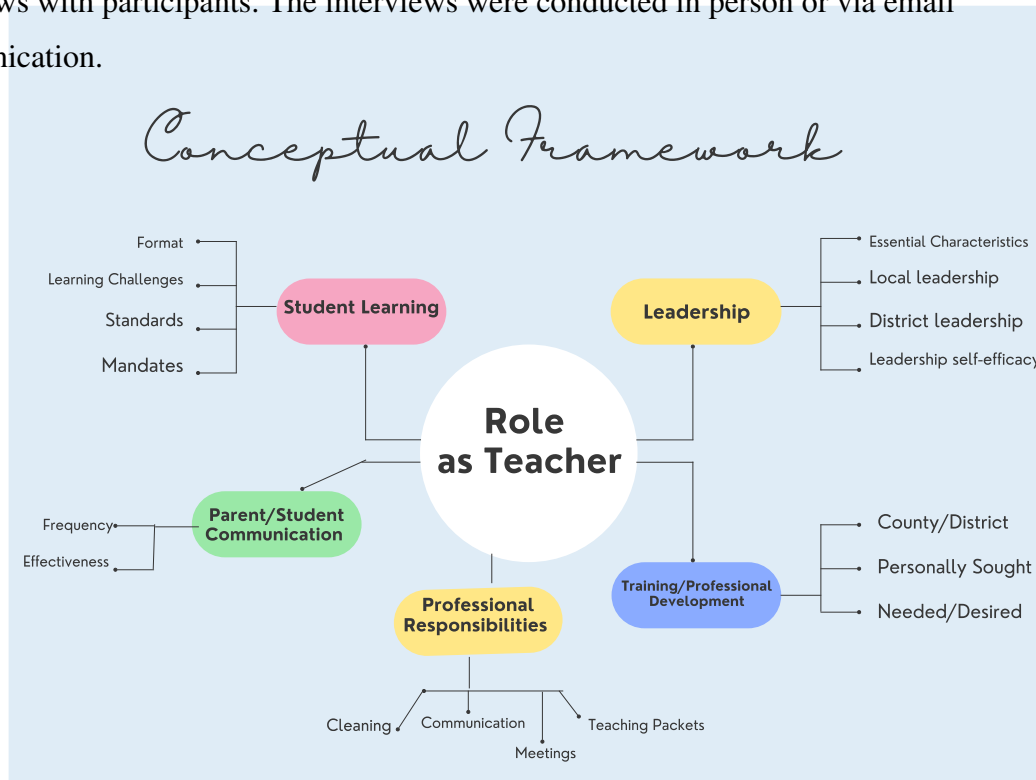 with participants. The interviews were conducted in person or via email
Conceptual Framework
Format
Learning Challenges
Standards
Mandates
Student Learning
Leadership
Essential Characteristics
Local leadership
District leadership
Leadership self-efficacy
Role
as Teacher
Parent/Student
Communication
Frequency
Effectiveness
Professional
Responsibilities
Cleaning
Communication
Meetings
Teaching Packets
Training/Professional
Development
County/District
Personally Sought
Needed/Desired